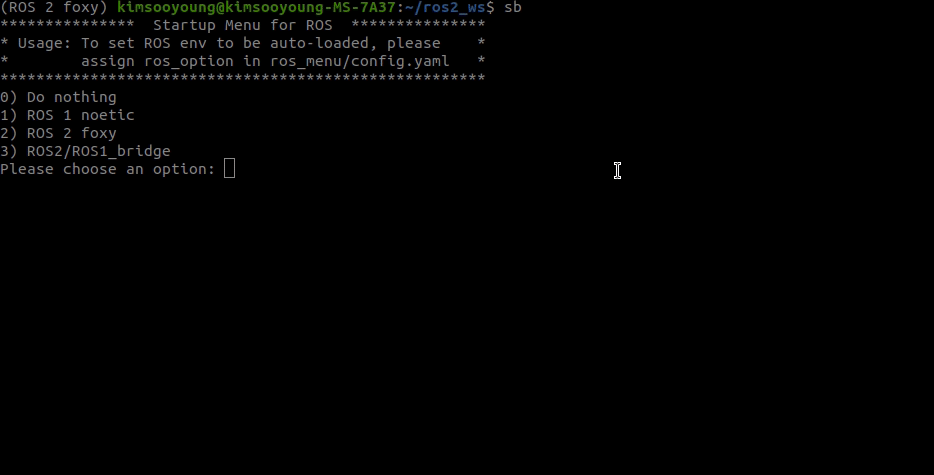 (ROS 2 foxy) kimsooyoung@kimsooyoung-MS-7A37:~/ros2_ws$ sb
***************  Startup Menu for ROS  ***************
* Usage: To set ROS env to be auto-loaded, please    *
*        assign ros_option in ros_menu/config.yaml   *
******************************************************
0) Do nothing
1) ROS 1 noetic
2) ROS 2 foxy
3) ROS2/ROS1_bridge
Please choose an option: